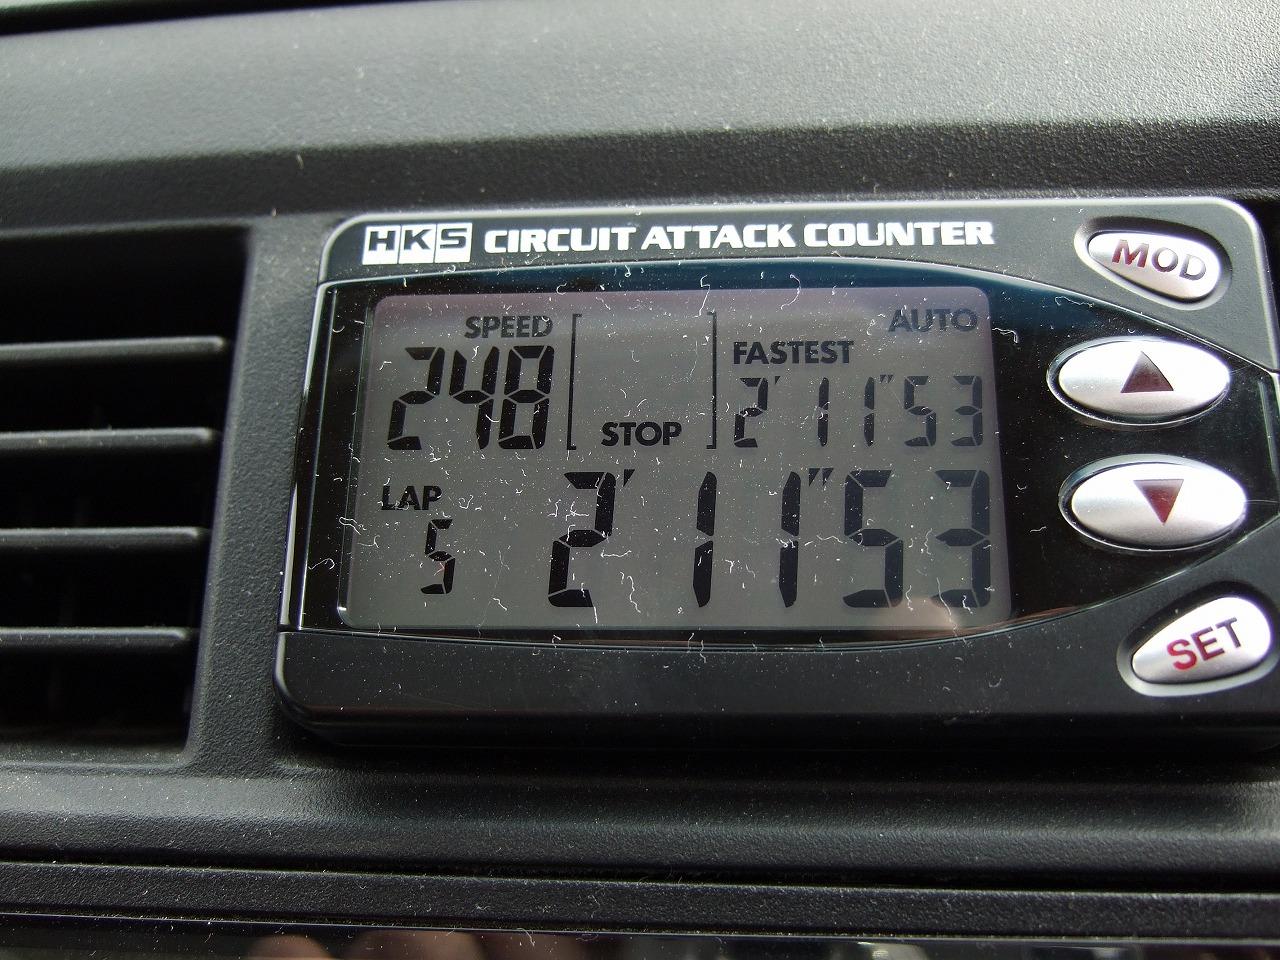 HKS CIRCUIT ATTACK COUNTER
MOD
SPEED
248
STOP
AUTO
FASTEST
2'11"53
LAP
5
2'11"53
SET